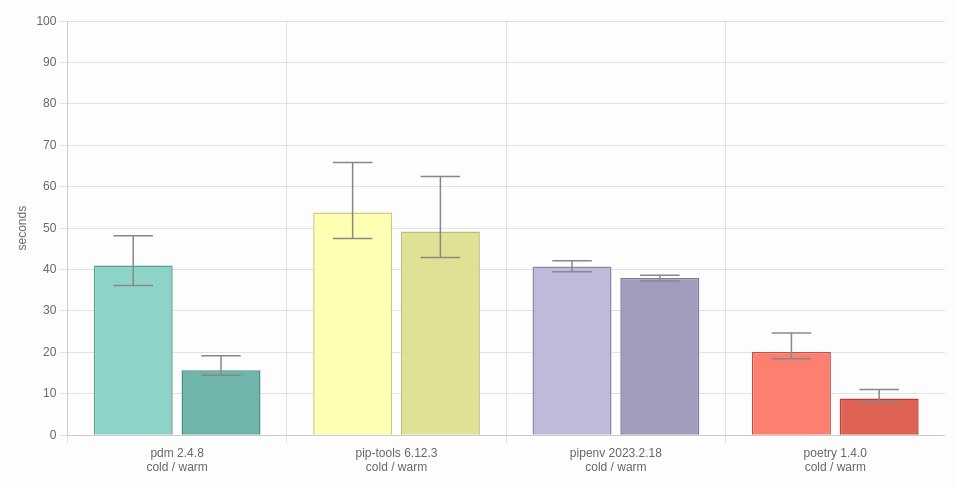 100
90
80
70
60
50
40
30
20
10
0
seconds
pdm 2.4.8
cold / warm
pip-tools 6.12.3
cold / warm
pipenv 2023.2.18
cold / warm
poetry 1.4.0
cold / warm